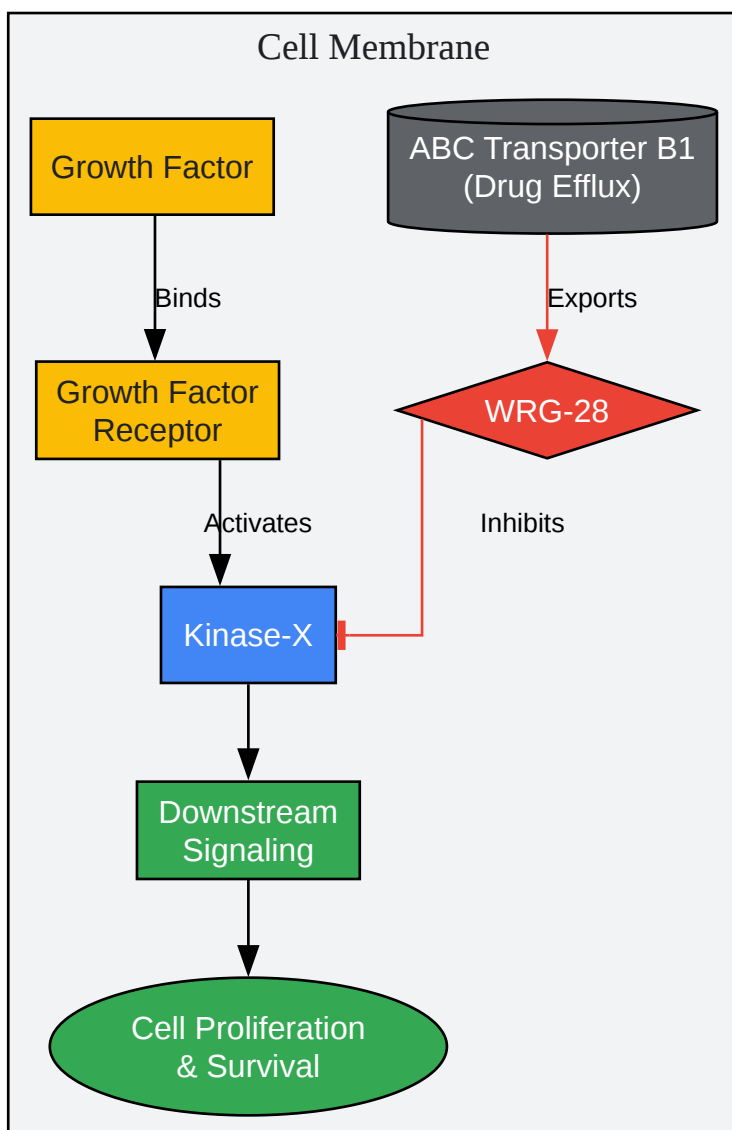 Cell Membrane
Growth Factor
ABC Transporter B1
(Drug Efflux)
Binds
Exports
Growth Factor
Receptor
WRG-28
Activates
Inhibits
Kinase-X
Downstream
Signaling
Cell Proliferation
& Survival